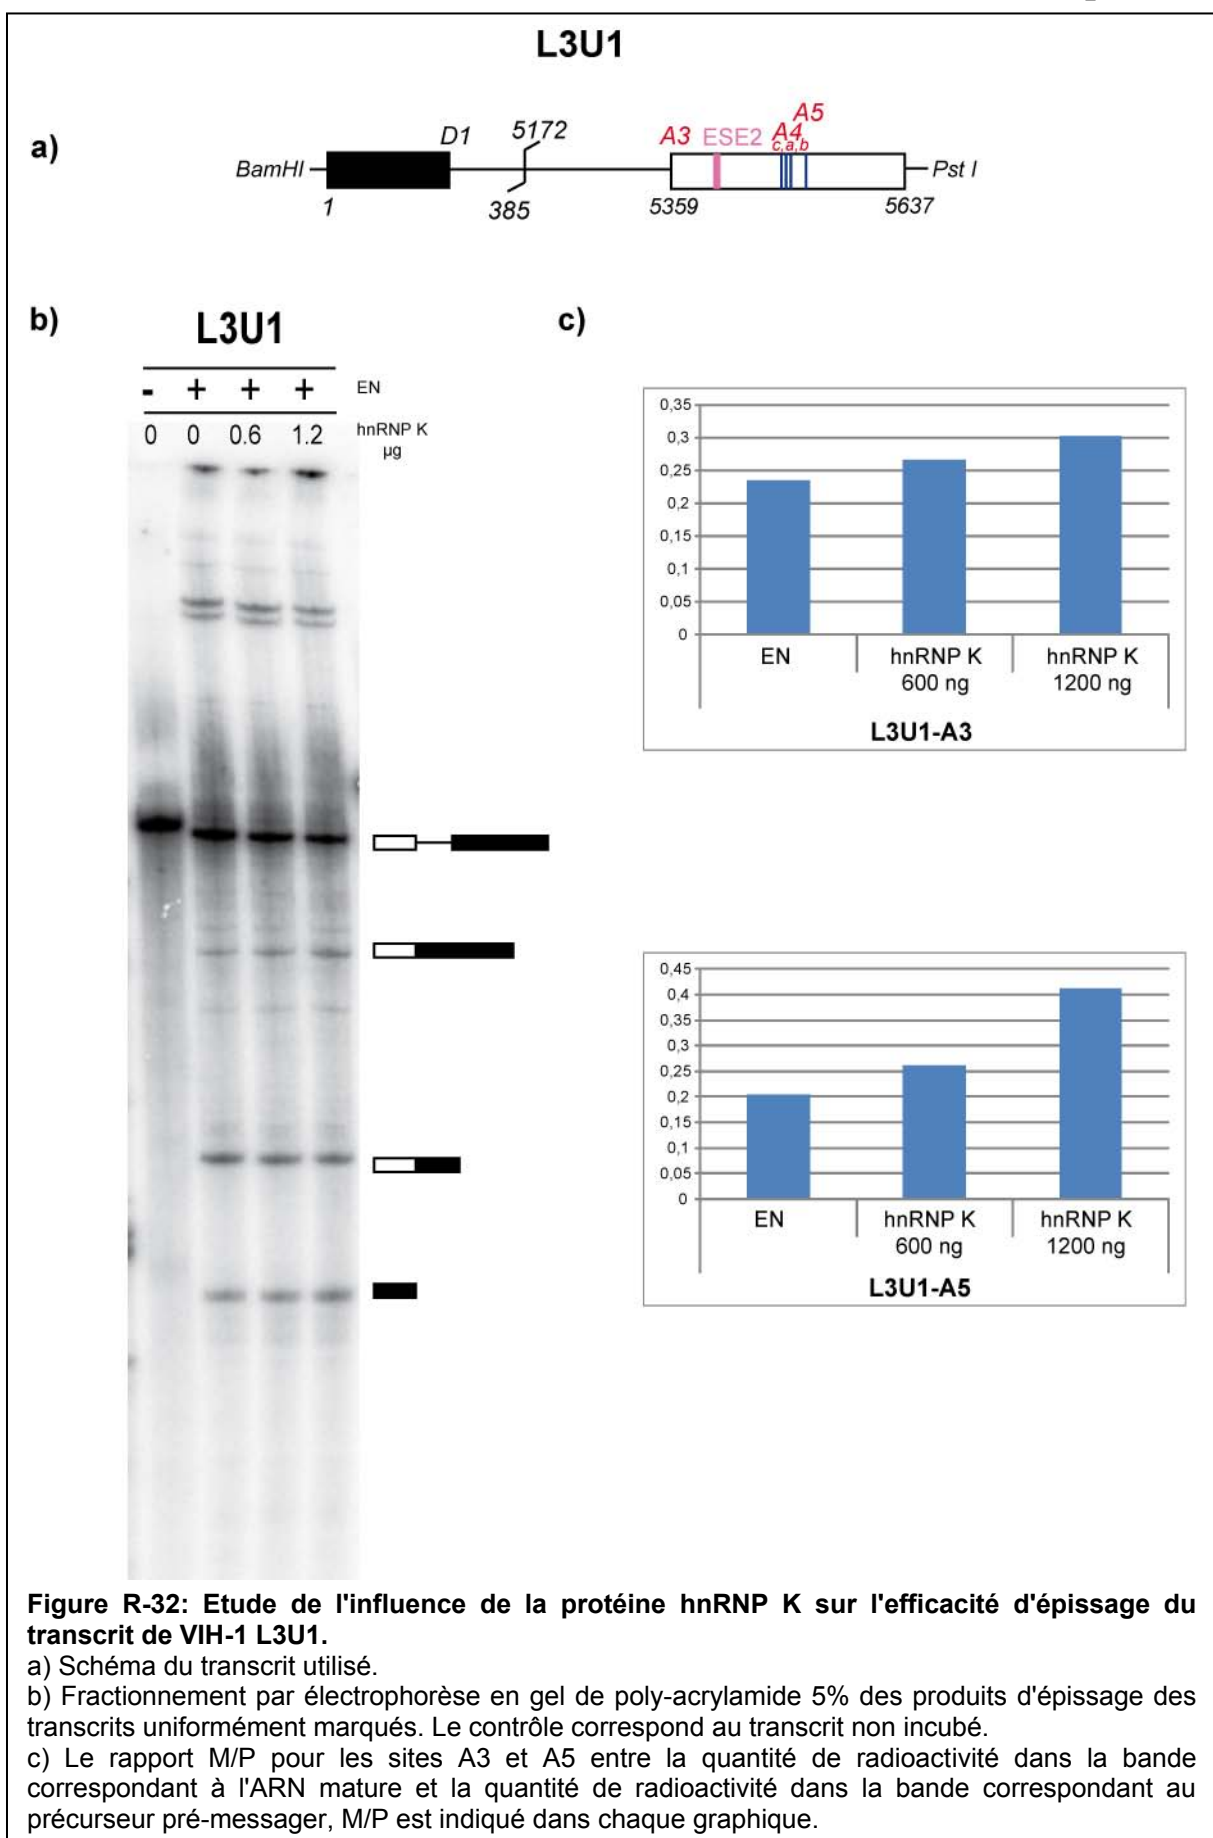 L3U1
a)
BamHI
D1
5172
A3
ESE2
A4
c,a,b
A5
Pst I
1
385
5359
5637
b)
L3U1
- + + + EN
0 0 0.6 1.2 hnRNP K
µg
c)
0,35
0,3
0,25
0,2
0,15
0,1
0,05
0
EN
hnRNP K
600 ng
hnRNP K
1200 ng
L3U1-A3
0,45
0,4
0,35
0,3
0,25
0,2
0,15
0,1
0,05
0
EN
hnRNP K
600 ng
hnRNP K
1200 ng
L3U1-A5
Figure R-32: Etude de l'influence de la protéine hnRNP K sur l'efficacité d'épissage du
transcrit de VIH-1 L3U1.
a) Schéma du transcrit utilisé.
b) Fractionnement par électrophorèse en gel de poly-acrylamide 5% des produits d'épissage des
transcrits uniformément marqués. Le contrôle correspond au transcrit non incubé.
c) Le rapport M/P pour les sites A3 et A5 entre la quantité de radioactivité dans la bande
correspondant à l'ARN mature et la quantité de radioactivité dans la bande correspondant au
précurseur pré-messager, M/P est indiqué dans chaque graphique.